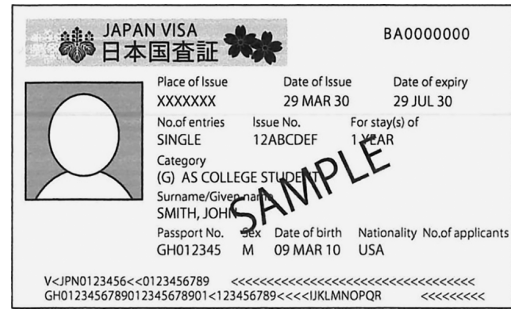 JAPAN VISA
日本国査証
BA0000000
Place of Issue Date of Issue Date of expiry
XXXXXXX 29 MAR 30 29 JUL 30
No.of entries Issue No. For stay(s) of
SINGLE 12ABCDEF 1 YEAR
Category
(G) AS COLLEGE STUDENT
Surname/Given name
SMITH, JOHN
SAMPLE
Passport No. Sex Date of birth Nationality No.of applicants
GH012345 M 09 MAR 10 USA
V<JPN0123456<<0123456789 <<<<<<<<<<<<<<<<<<<<<<<<<<<<<<<<<<
GH0123456789012345678901<123456789<<<<IJKLMNOPQR <<<<<<<<<